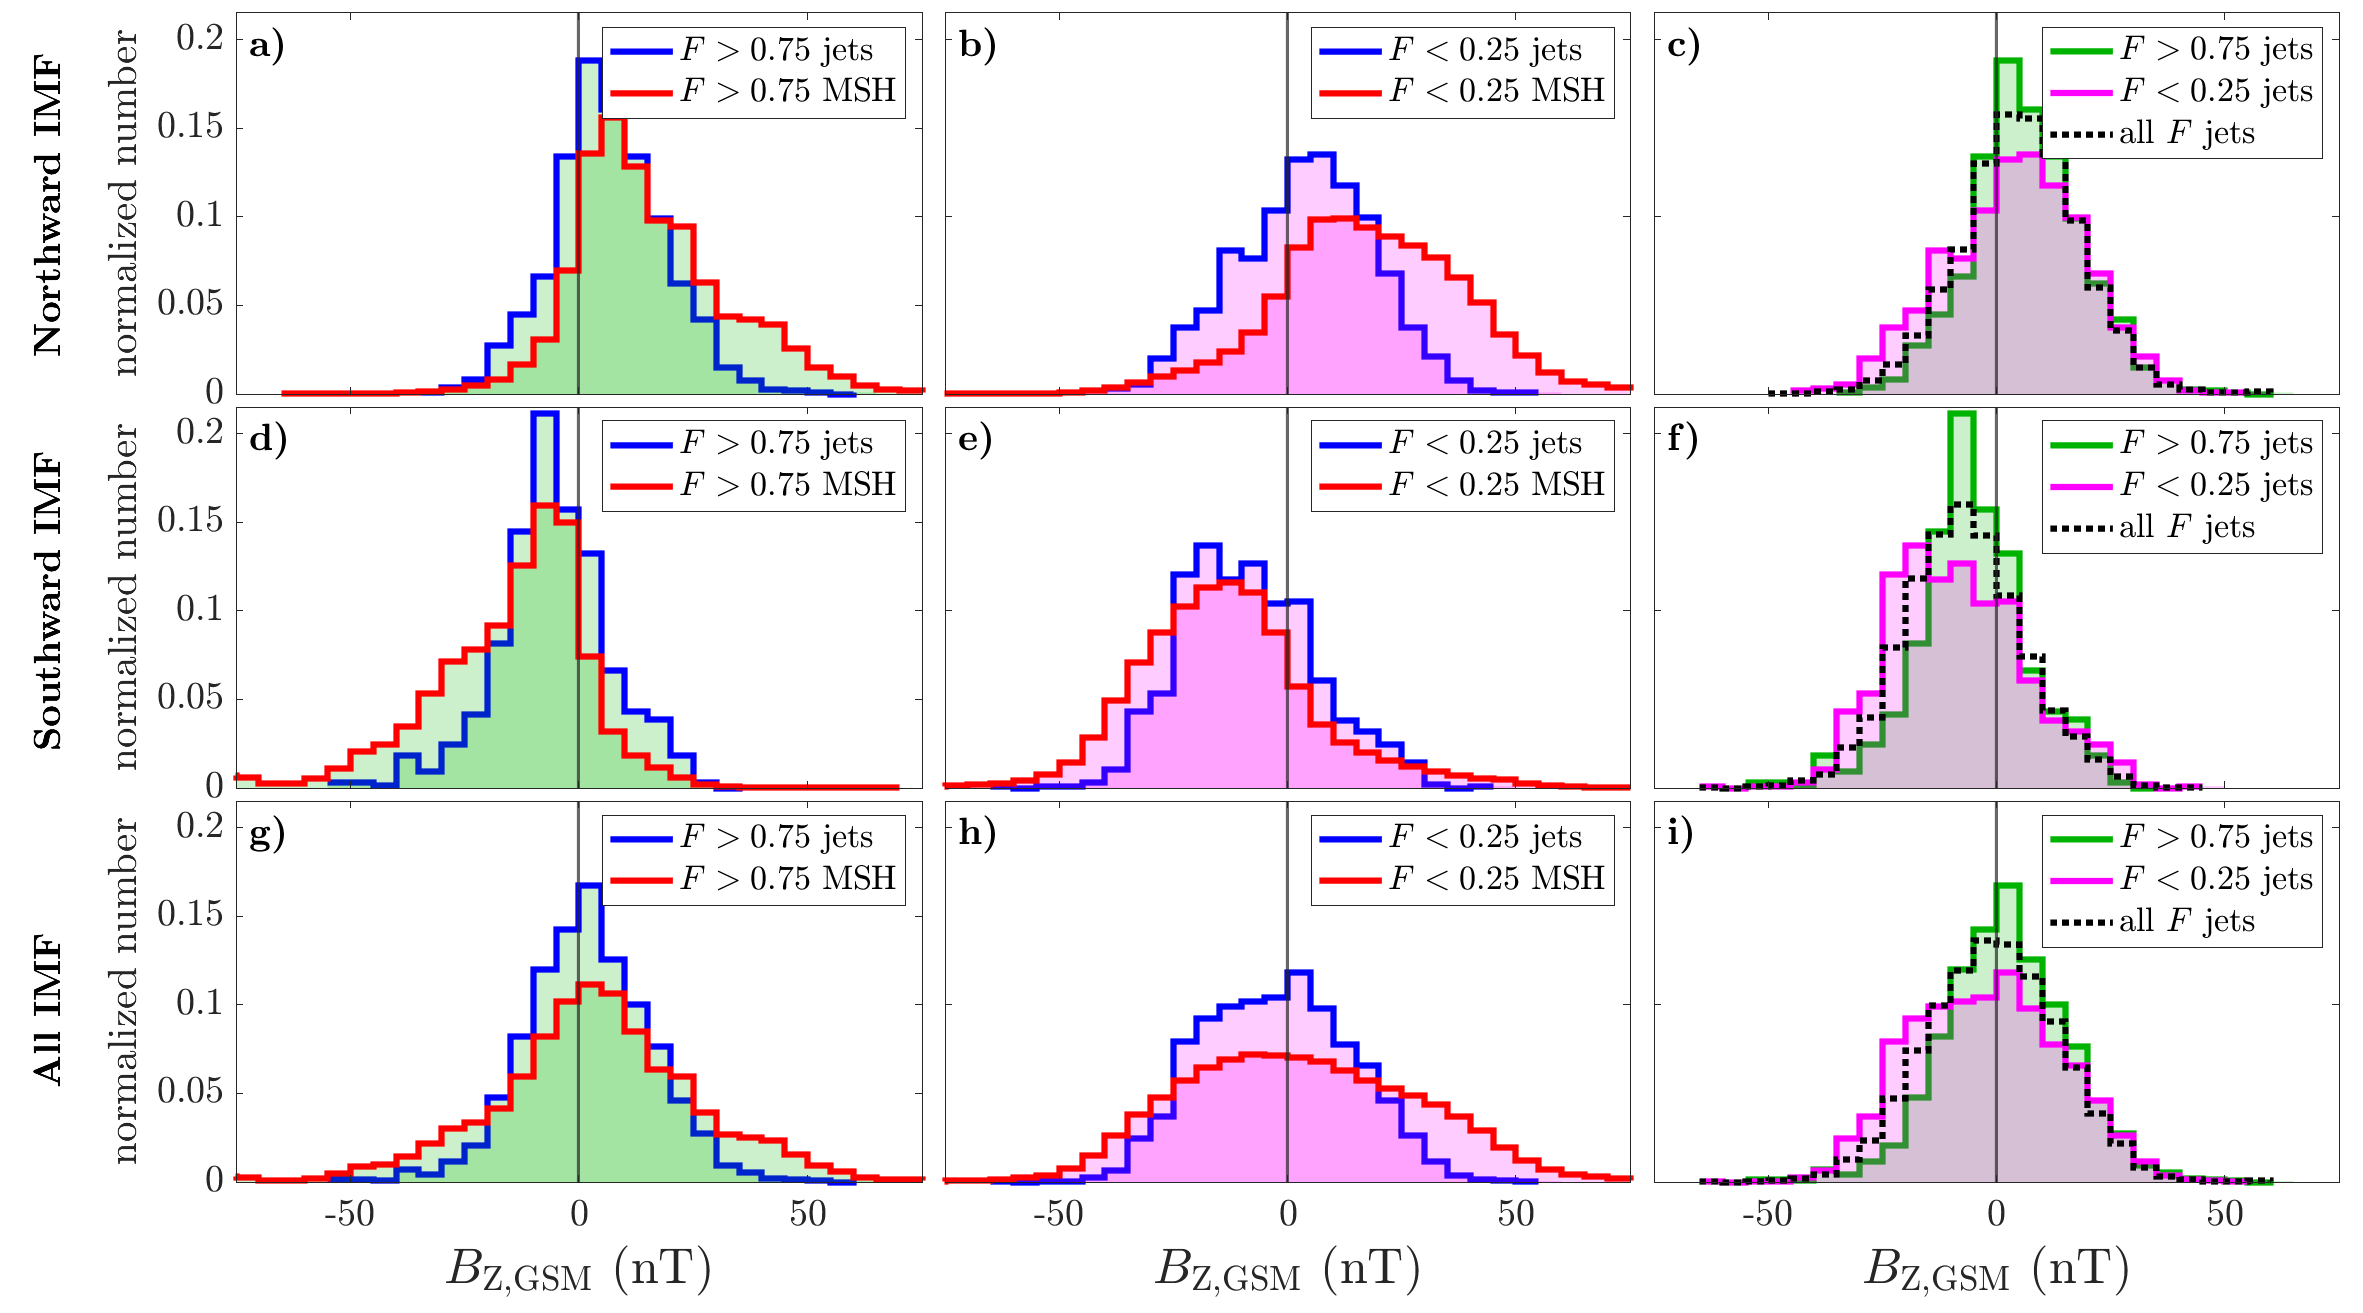 Northward IMF
normalized number
0.2
0.15
0.1
0.05
0
a)
F > 0.75 jets
F > 0.75 MSH
b)
F < 0.25 jets
F < 0.25 MSH
c)
F > 0.75 jets
F < 0.25 jets
all F jets
Southward IMF
normalized number
0.2
0.15
0.1
0.05
0
d)
F > 0.75 jets
F > 0.75 MSH
e)
F < 0.25 jets
F < 0.25 MSH
f)
F > 0.75 jets
F < 0.25 jets
all F jets
All IMF
normalized number
0.2
0.15
0.1
0.05
0
g)
F > 0.75 jets
F > 0.75 MSH
h)
F < 0.25 jets
F < 0.25 MSH
i)
F > 0.75 jets
F < 0.25 jets
all F jets
-50 0 50
-50 0 50
-50 0 50
B_Z,GSM (nT)
B_Z,GSM (nT)
B_Z,GSM (nT)